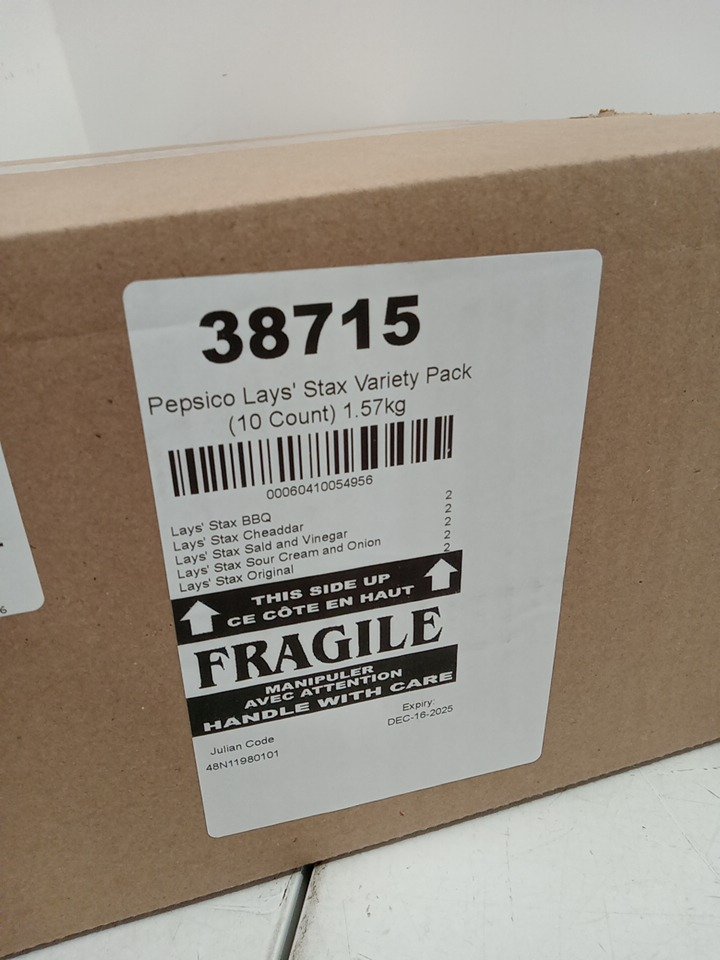 38715
Pepsico Lays' Stax Variety Pack
(10 Count) 1.57kg
00060410054956
Lays' Stax BBQ 2
Lays' Stax Cheaddar 2
Lays' Stax Sald and Vinegar 2
Lays' Stax Sour Cream and Onion 2
Lays' Stax Original 2
THIS SIDE UP
CE CÔTE EN HAUT
FRAGILE
MANIPULER
AVEC ATTENTION
HANDLE WITH CARE
Julian Code
48N11980101
Expiry.
DEC-16-2025
6